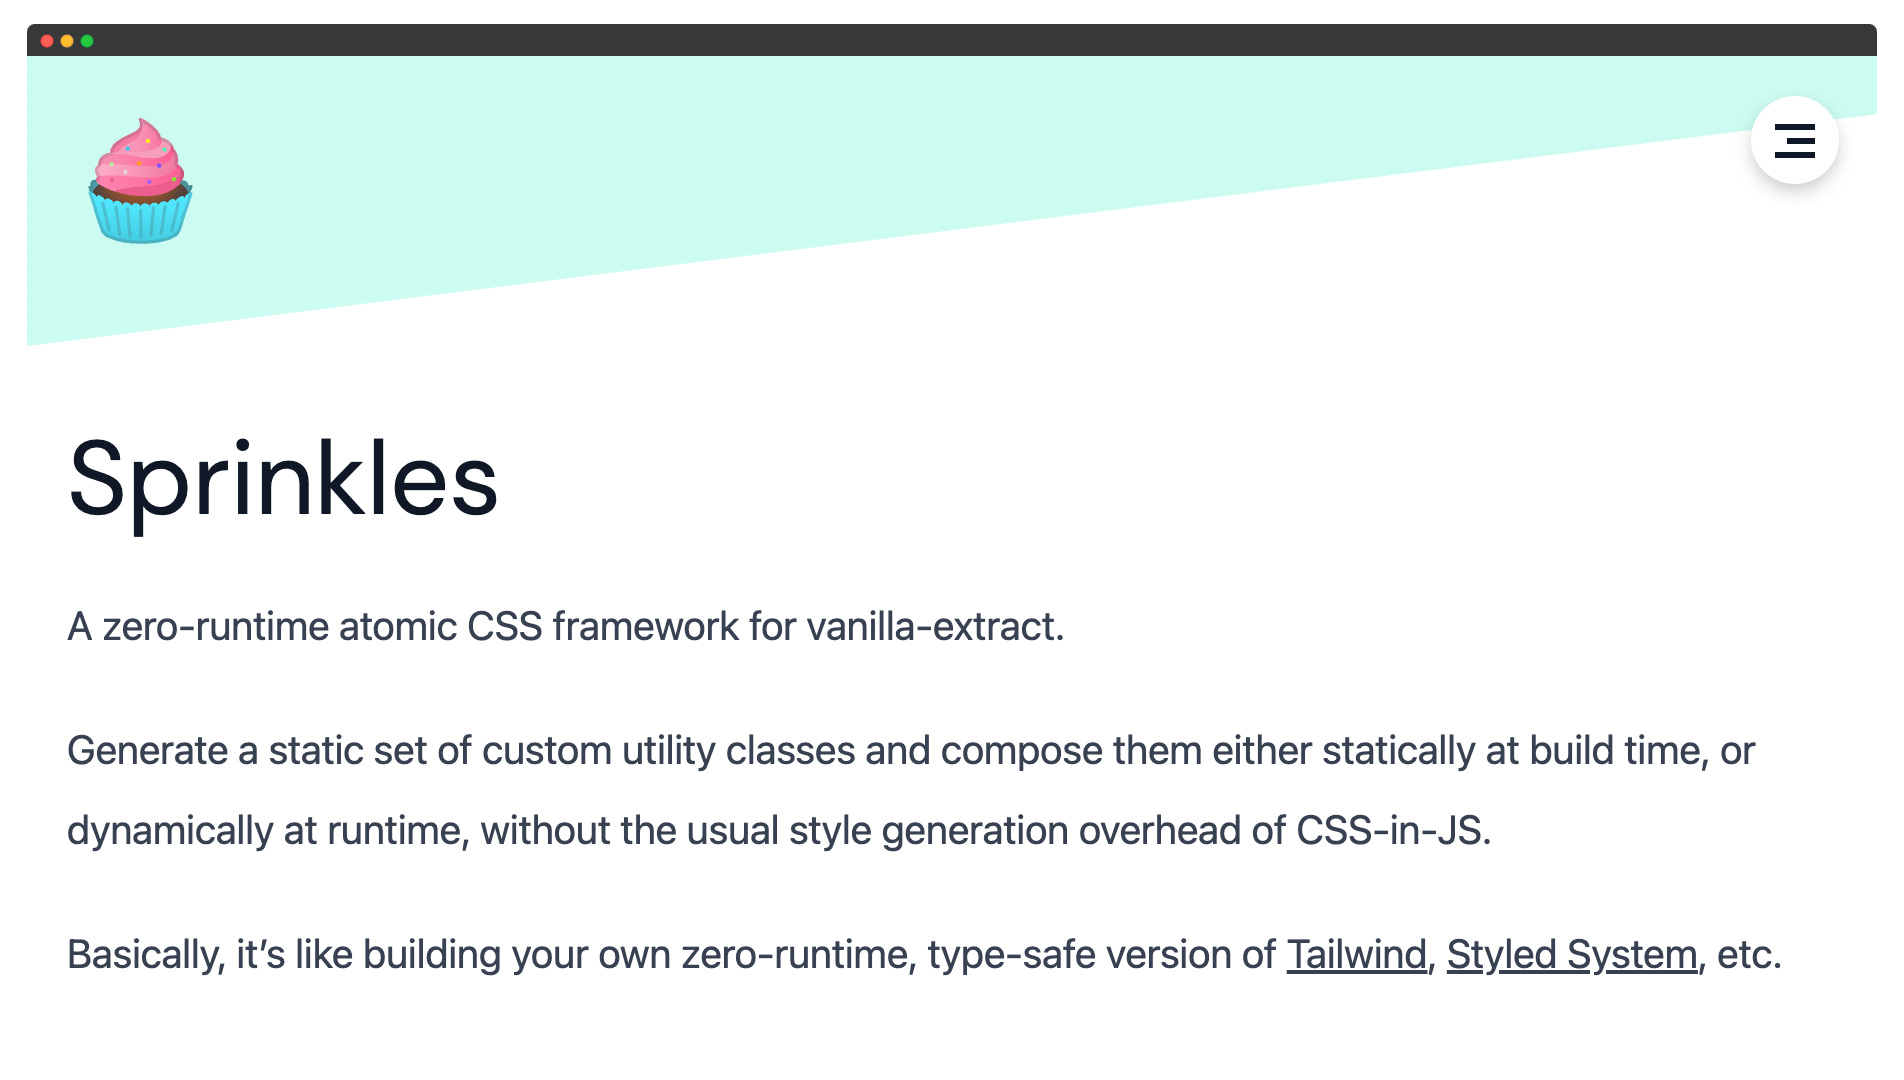 Sprinkles
A zero-runtime atomic CSS framework for vanilla-extract.
Generate a static set of custom utility classes and compose them either statically at build time, or
dynamically at runtime, without the usual style generation overhead of CSS-in-JS.
Basically, it’s like building your own zero-runtime, type-safe version of Tailwind, Styled System, etc.